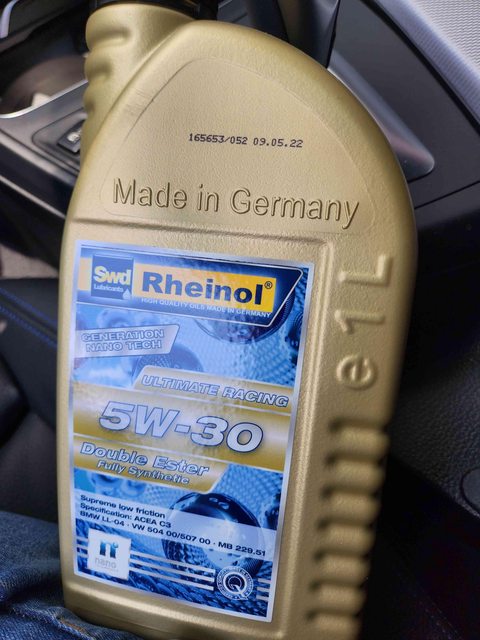 165653/052 09.05.22
Made in Germany
e1L
Swd
Lubricants
Rheinol®
HIGH QUALITY OILS MADE IN GERMANY
GENERATION
NANO TECH
ULTIMATE RACING
5W-30
Double Ester
Fully Synthetic
Supreme low friction
Specification: ACEA C3
BMW LL-04 · VW 504 00/507 00 · MB 229.51
nano